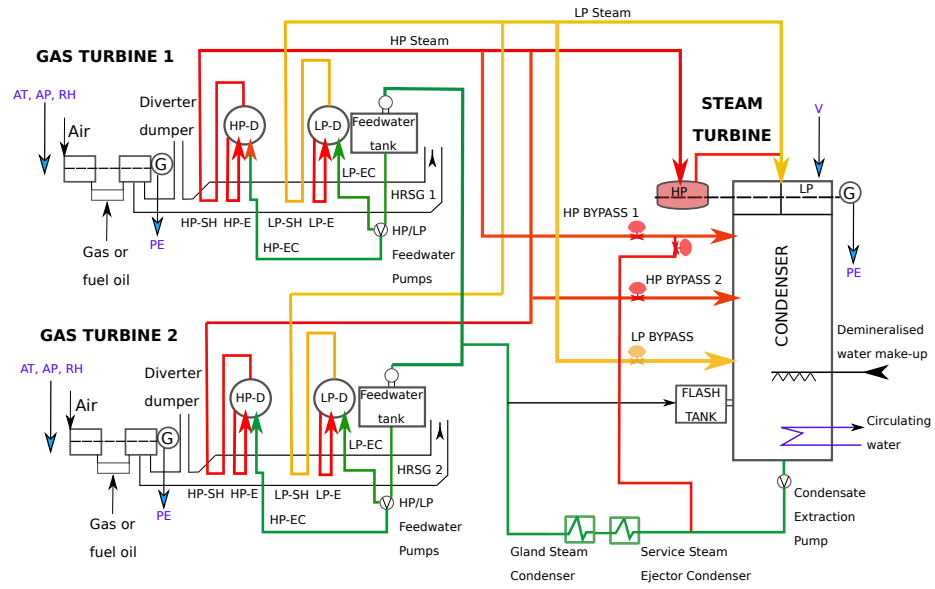 LP Steam
HP Steam
GAS TURBINE 1
AT, AP, RH
Diverter
dumper
Air
G
HP-D
LP-D
Feedwater
tank
STEAM
TURBINE
V
LP-EC
HRSG 1
HP
LP
G
HP-SH
HP-E
LP-SH
LP-E
V
HP/LP
Feedwater
Pumps
HP-EC
PE
Gas or
fuel oil
HP BYPASS 1
HP BYPASS 2
LP BYPASS
CONDENSER
PE
Demineralised
water make-up
GAS TURBINE 2
AT, AP, RH
Diverter
dumper
Air
G
HP-D
LP-D
Feedwater
tank
FLASH
TANK
Circulating
water
LP-EC
HRSG 2
HP-SH
HP-E
LP-SH
LP-E
V
HP/LP
Feedwater
Pumps
HP-EC
PE
Gas or
fuel oil
V
Condensate
Extraction
Pump
Gland Steam
Condenser
Service Steam
Ejector Condenser